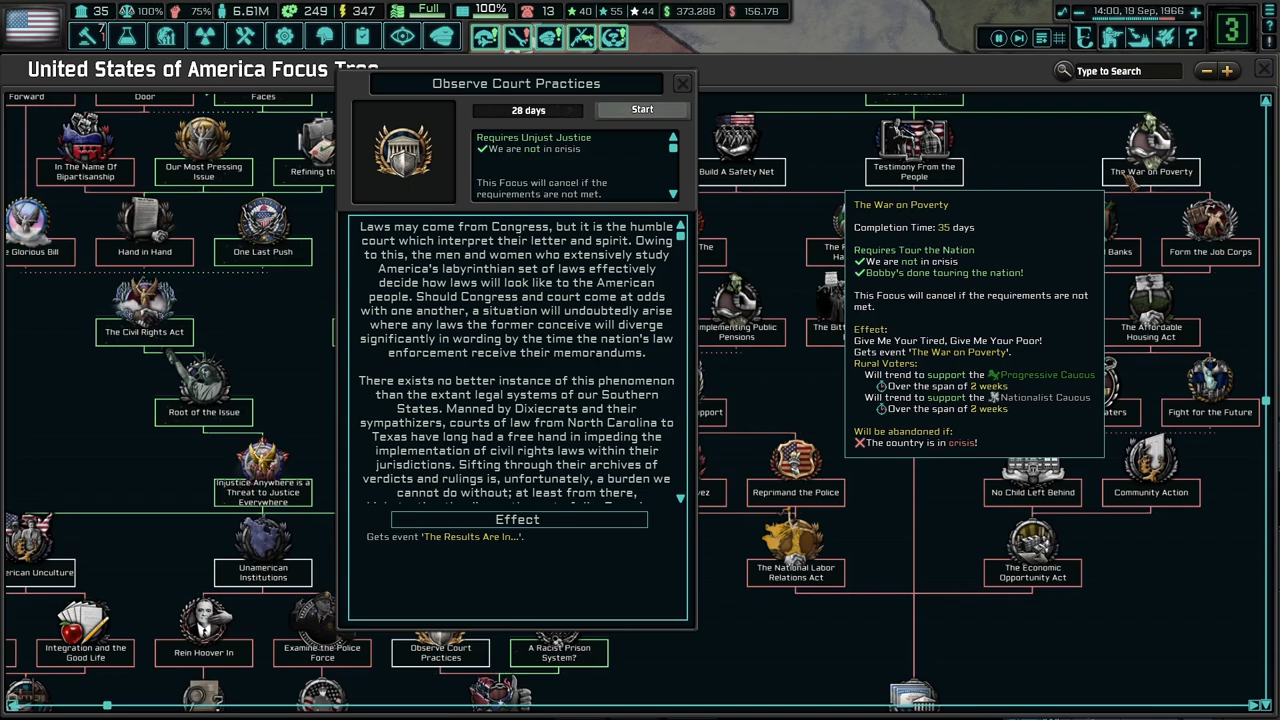 35 100% 75% 6.61M 249 347 Full 100% 13 40 55 44 $ 373.28B $ 156.17B
14:00, 19 Sep, 1966
3
7
United States of America Focus Tree
Type to Search
Observe Court Practices
28 days
Start
Requires Unjust Justice
We are not in crisis
This Focus will cancel if the
requirements are not met.
Laws may come from Congress, but it is the humble
court which interpret their letter and spirit. Owing
to this, the men and women who extensively study
America's labyrinthian set of laws effectively
decide how laws will look like to the American
people. Should Congress and court come at odds
with one another, a situation will undoubtedly arise
where any laws the former conceive will diverge
significantly in wording by the time the nation's law
enforcement receive their memorandums.
There exists no better instance of this phenomenon
than the extant legal systems of our Southern
States. Manned by Dixiecrats and their
sympathizers, courts of law from North Carolina to
Texas have long had a free hand in impeding the
implementation of civil rights laws within their
jurisdictions. Sifting through their archives of
verdicts and rulings is, unfortunately, a burden we
cannot do without; at least from there,
Effect
Gets event 'The Results Are In...'.
Forward
Door
Faces
In The Name Of
Bipartisanship
Our Most Pressing
Issue
Refining th
Glorious Bill
Hand in Hand
One Last Push
The Civil Rights Act
Root of the Issue
Injustice Anywhere is a
Threat to Justice
Everywhere
erican Unculture
Unamerican
Institutions
Integration and the
Good Life
Rein Hoover In
Examine the Police
Force
Observe Court
Practices
A Racist Prison
System?
Build A Safety Net
Testimony From the
People
The War on Poverty
The War on Poverty
Completion Time: 35 days
Requires Tour the Nation
We are not in crisis
Bobby's done touring the nation!
This Focus will cancel if the requirements are not
met.
Effect:
Give Me Your Tired, Give Me Your Poor!
Gets event 'The War on Poverty'.
Rural Voters:
Will trend to support the Progressive Caucus
Over the span of 2 weeks
Will trend to support the Nationalist Caucus
Over the span of 2 weeks
Will be abandoned if:
The country is in crisis!
Banks
Form the Job Corps
mplementing Public
Pensions
The Bitt
The Affordable
Housing Act
pport
aters
Fight for the Future
vez
Reprimand the Police
No Child Left Behind
Community Action
The National Labor
Relations Act
The Economic
Opportunity Act